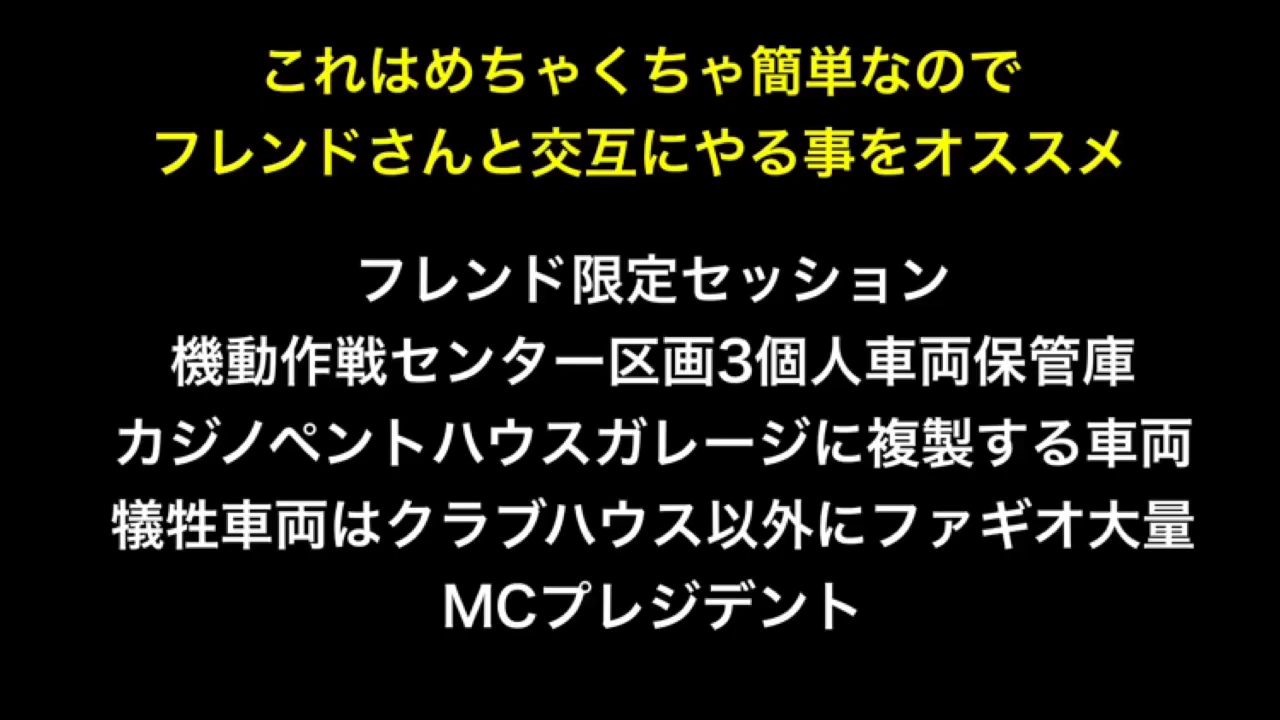 これはめちゃくちゃ簡単なので
フレンドさんと交互にやる事をオススメ
フレンド限定セッション
機動作戦センター区画3個人車両保管庫
カジノペントハウスガレージに複製する車両
犠牲車両はクラブハウス以外にファギオ大量
MCプレジデント